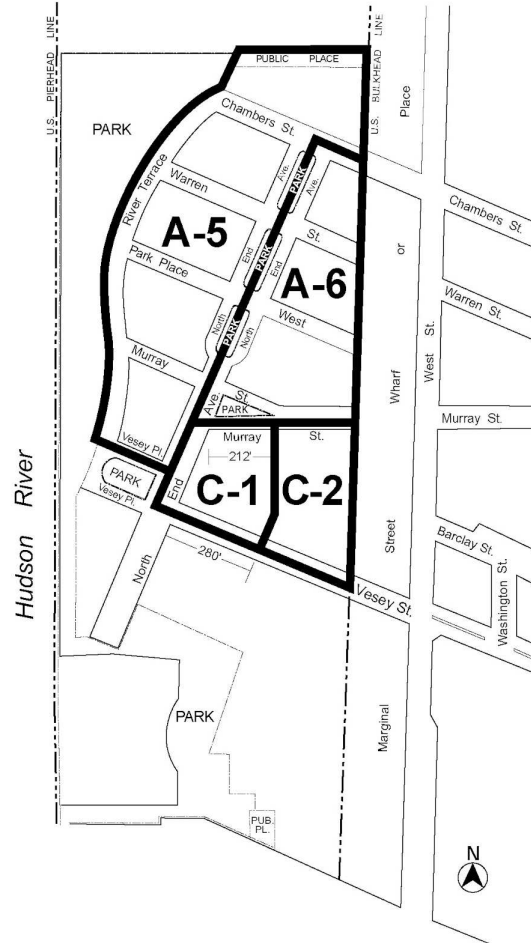 U.S. PIERHEAD LINE
U.S. BULKHEAD LINE
PUBLIC PLACE
PARK
Chambers St.
Place
River Terrace
Warren
Ave.
PARK
Ave.
Chambers St.
A-5
St.
or
Park Place
End
PARK
End
A-6
Warren St.
West St.
North
PARK
North
West
Wharf
Murray
Ave.
St.
PARK
Murray St.
Vesey Pl.
Murray St.
212'
PARK
Vesey Pl.
End
C-1
C-2
Hudson River
280'
North
Street
Barclay St.
Washington St.
Vesey St.
PARK
Marginal
PUB.
PL.
N